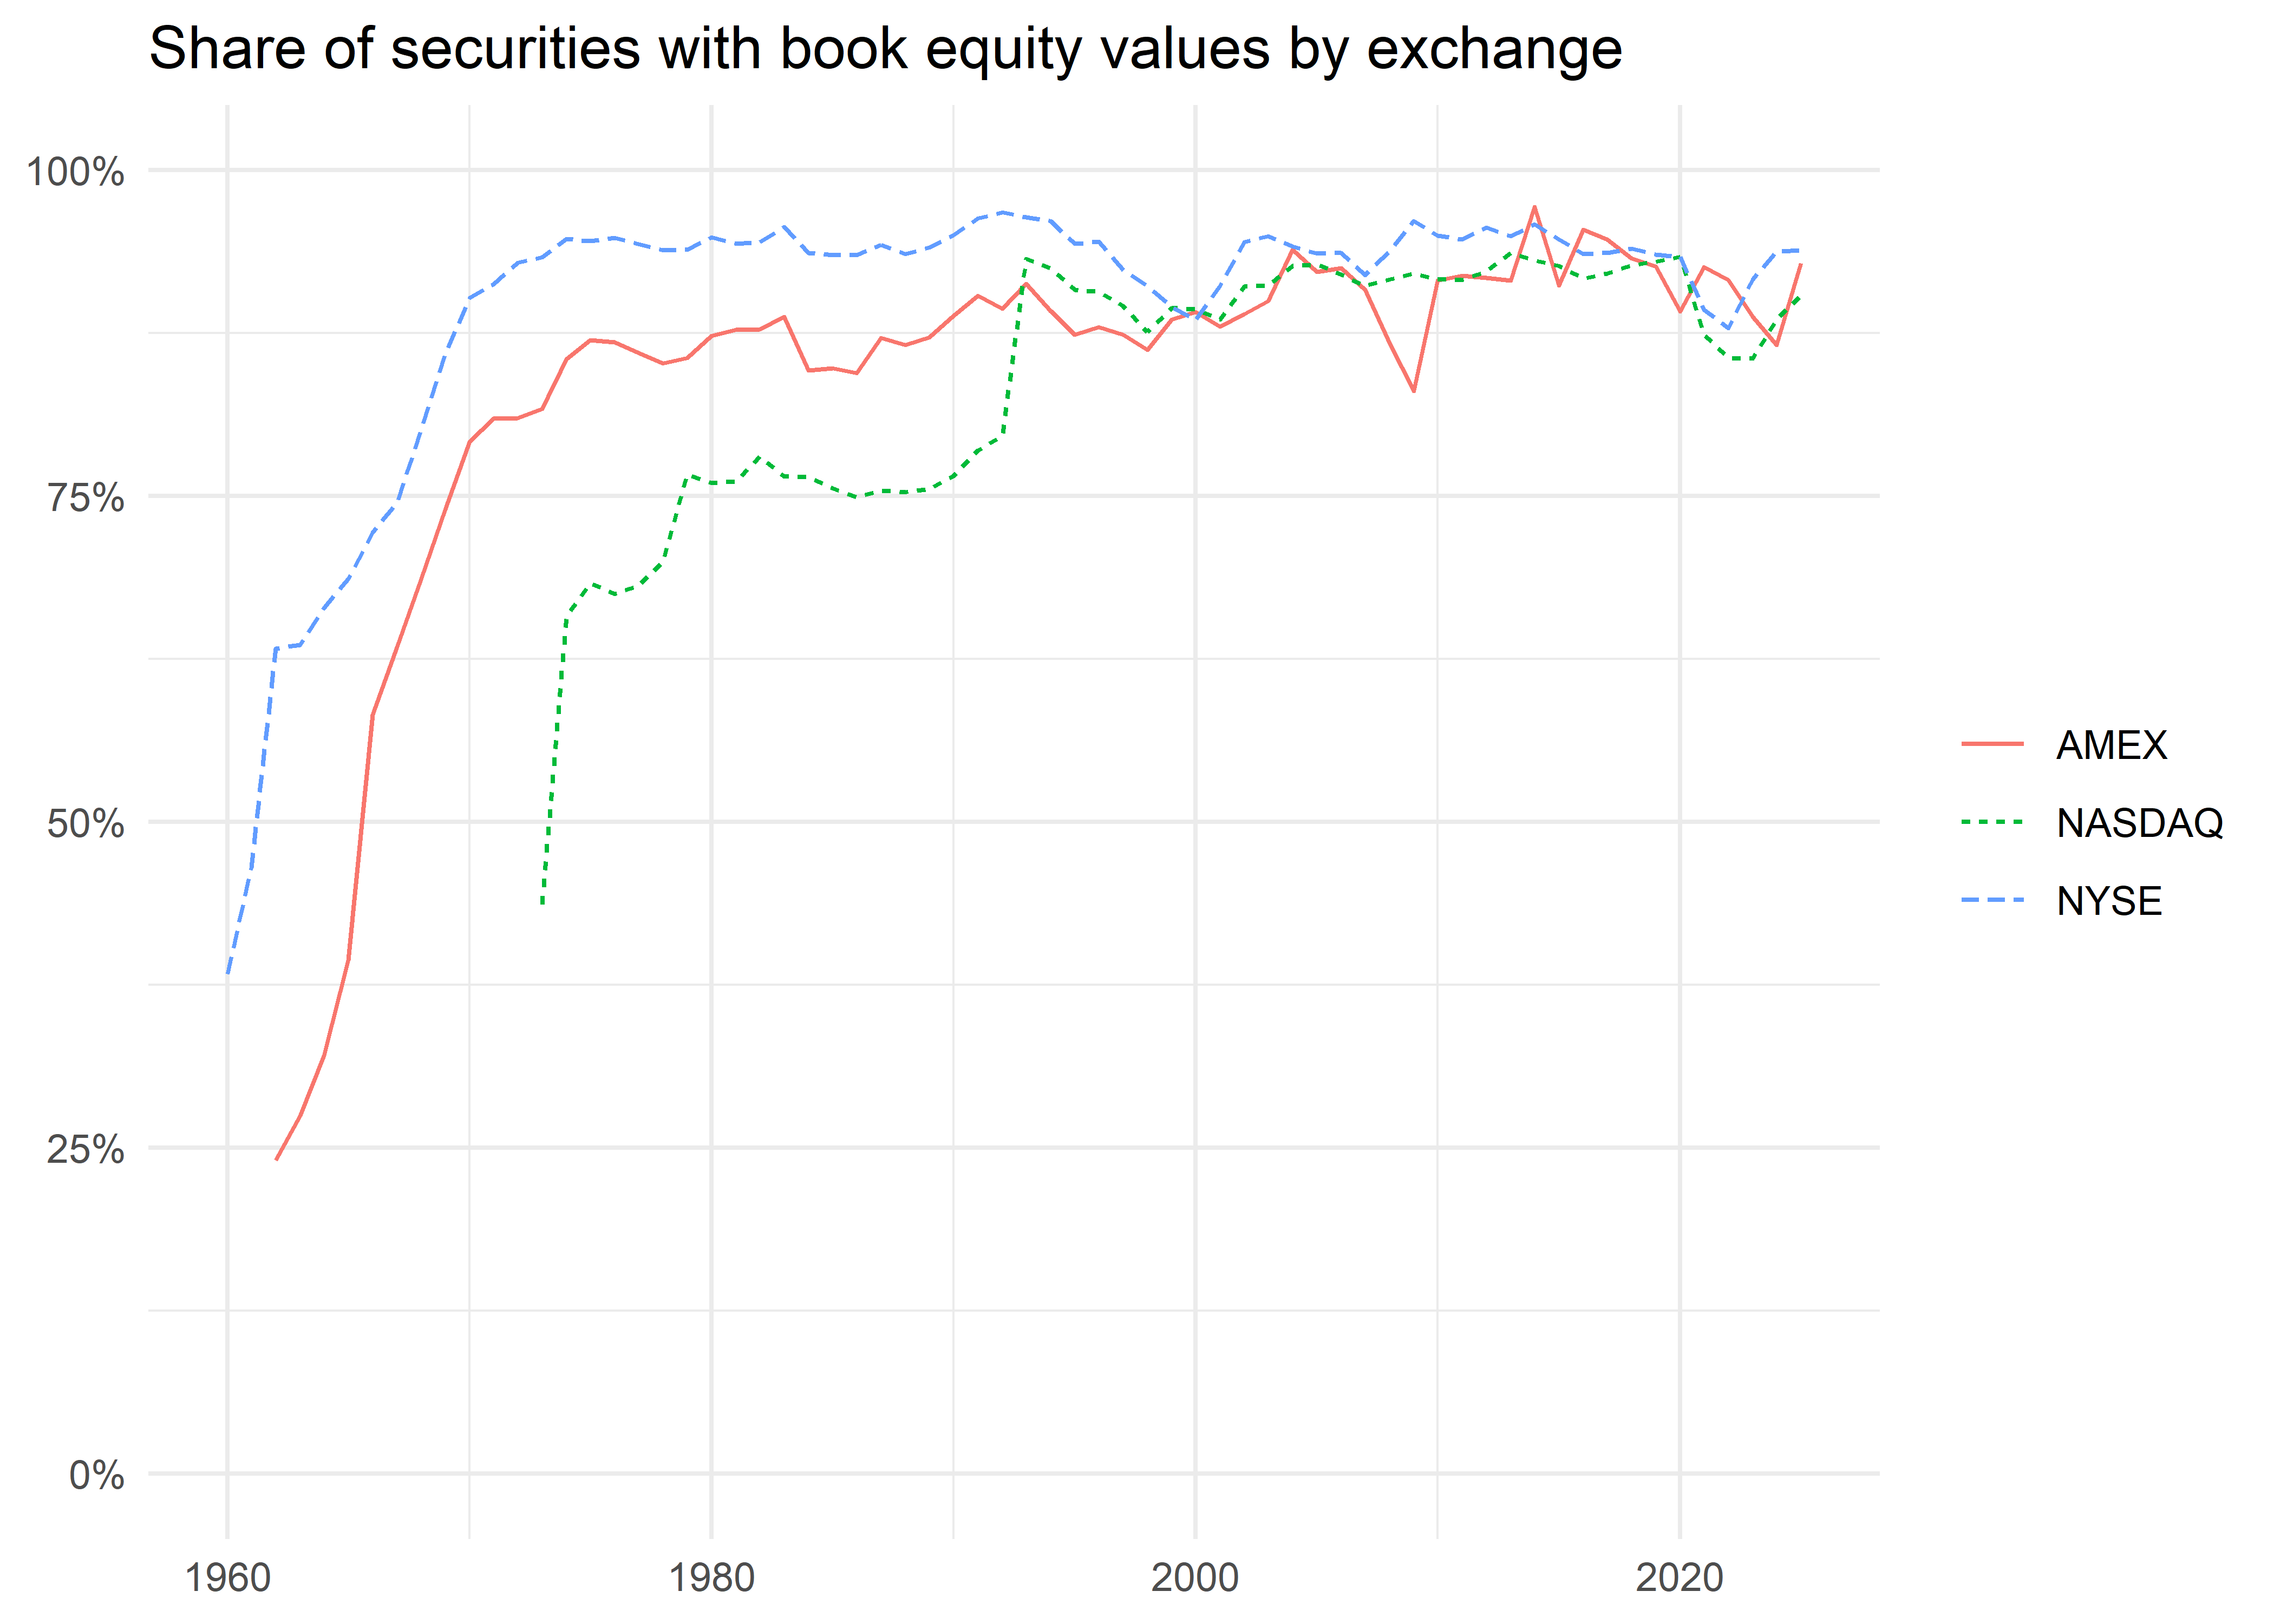 Share of securities with book equity values by exchange
100%
75%
50%
25%
0%
1960
1980
2000
2020
AMEX
NASDAQ
NYSE